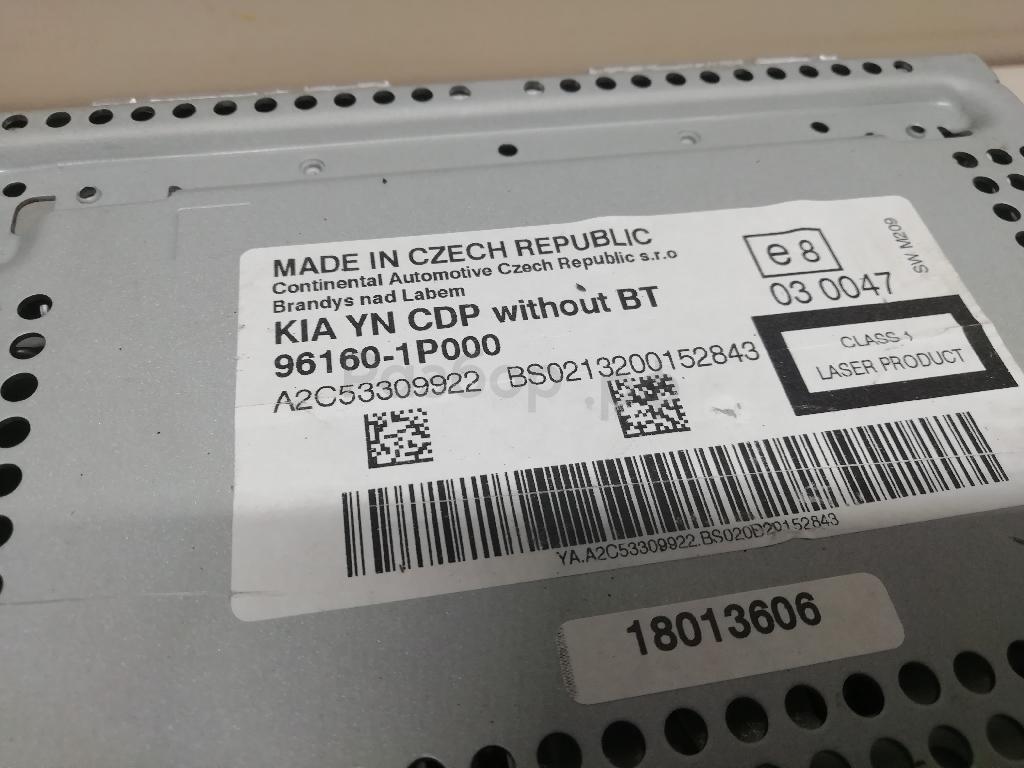 MADE IN CZECH REPUBLIC
Continental Automotive Czech Republic s.r.o
Brandys nad Labem
KIA YN CDP without BT
96160-1P000
A2C53309922 BS0213200152843
e8
03 0047
SW M209
CLASS 1
LASER PRODUCT
YA.A2C53309922.BS020D20152843
18013606